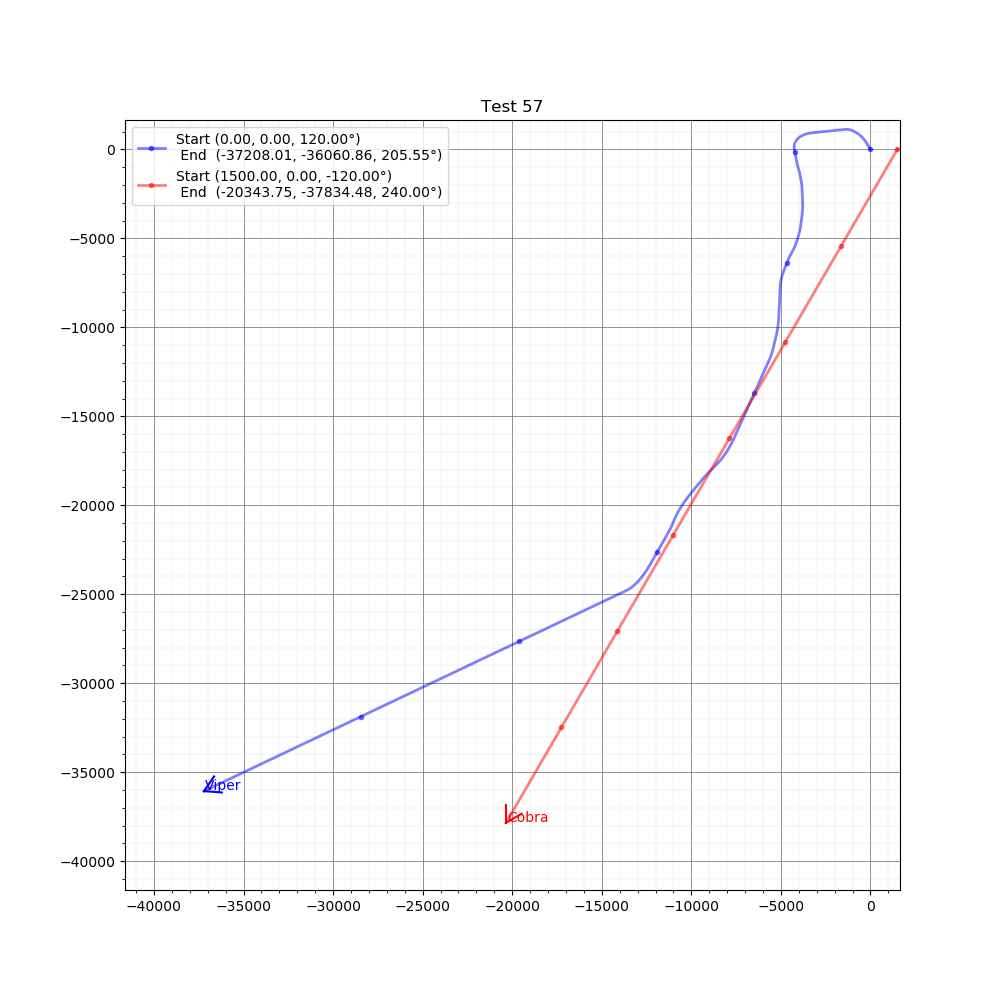 Test 57
Start (0.00, 0.00, 120.00°)
End (-37208.01, -36060.86, 205.55°)
Start (1500.00, 0.00, -120.00°)
End (-20343.75, -37834.48, 240.00°)
0
−5000
−10000
−15000
−20000
−25000
−30000
−35000
−40000
Viper
Cobra
−40000 −35000 −30000 −25000 −20000 −15000 −10000 −5000 0